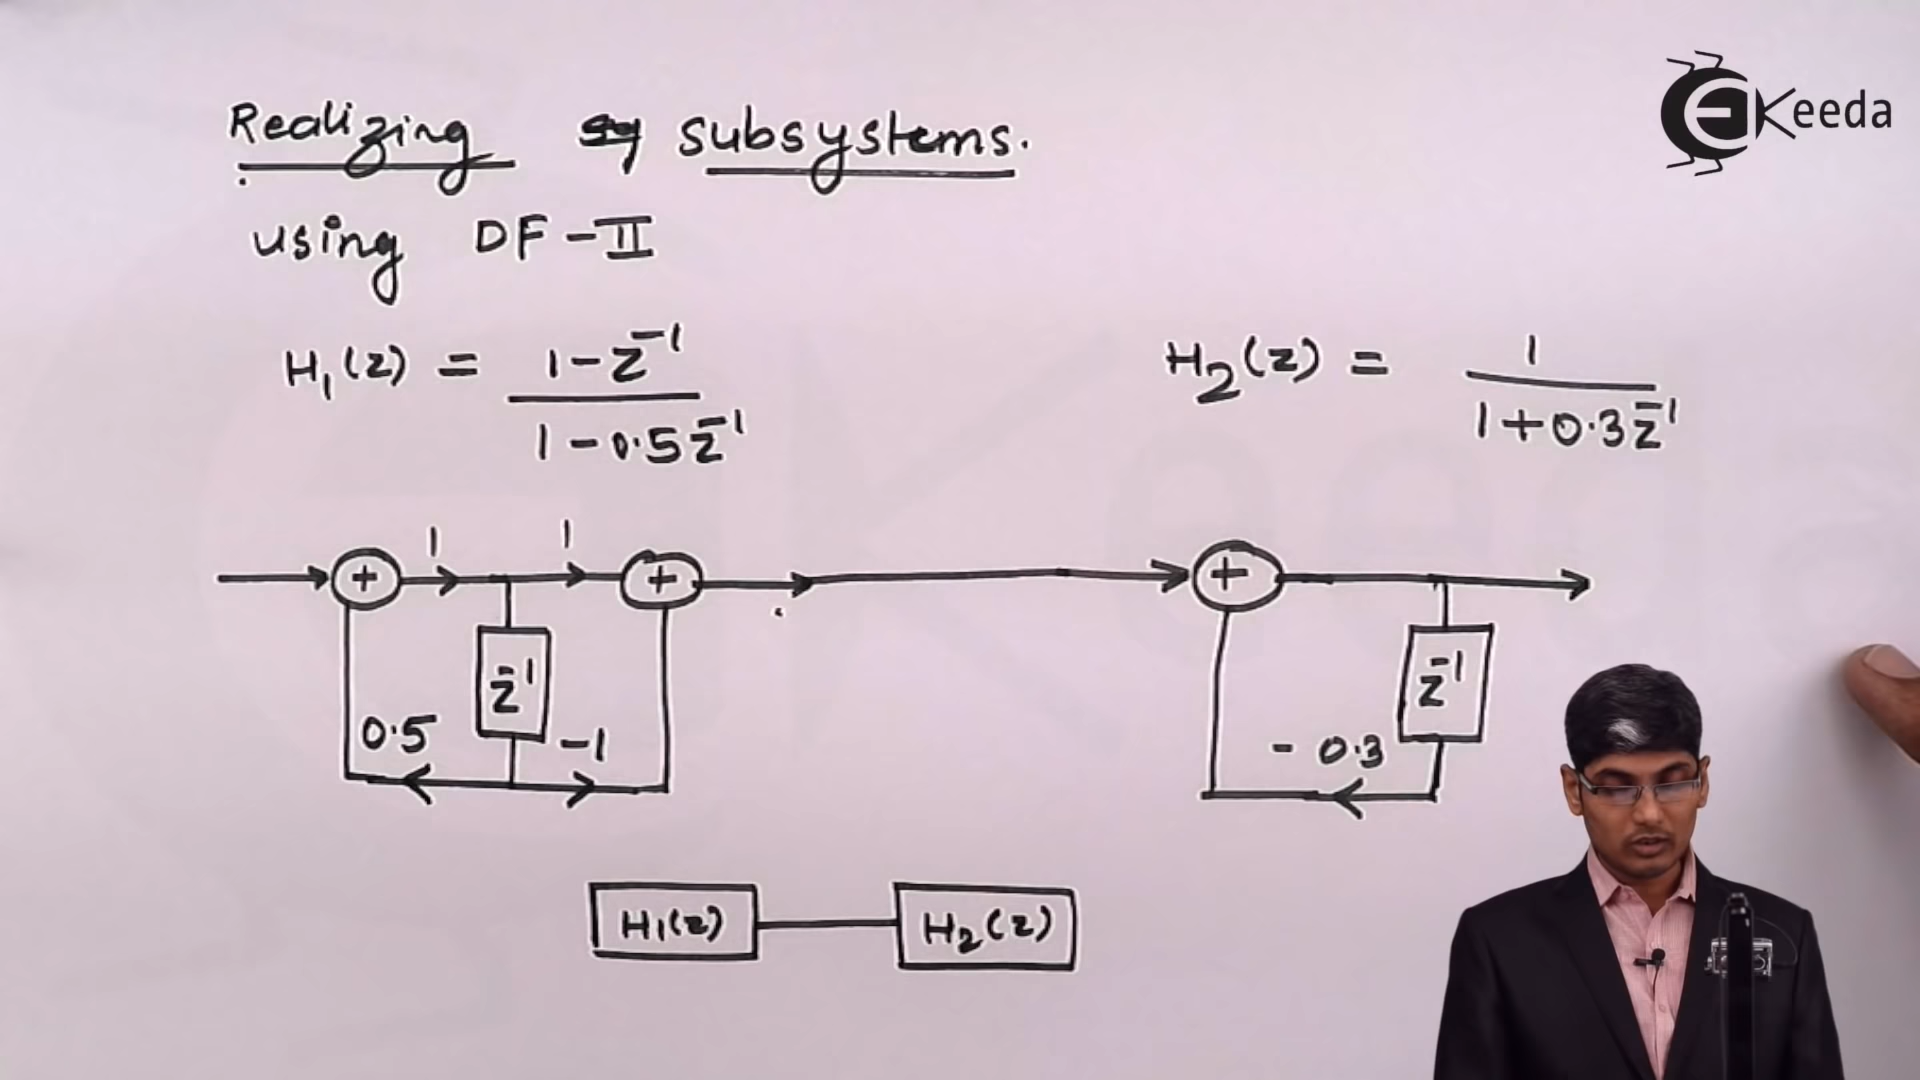 Realizing subsystems.
using DF-II
H₁(z) = 1 - z⁻¹ / 1 - 0.5z⁻¹
H₂(z) = 1 / 1 + 0.3z⁻¹
+ 1 1 +
+
z⁻¹
z⁻¹
0.5 -1
- 0.3
H₁(z) H₂(z)
EKeeda